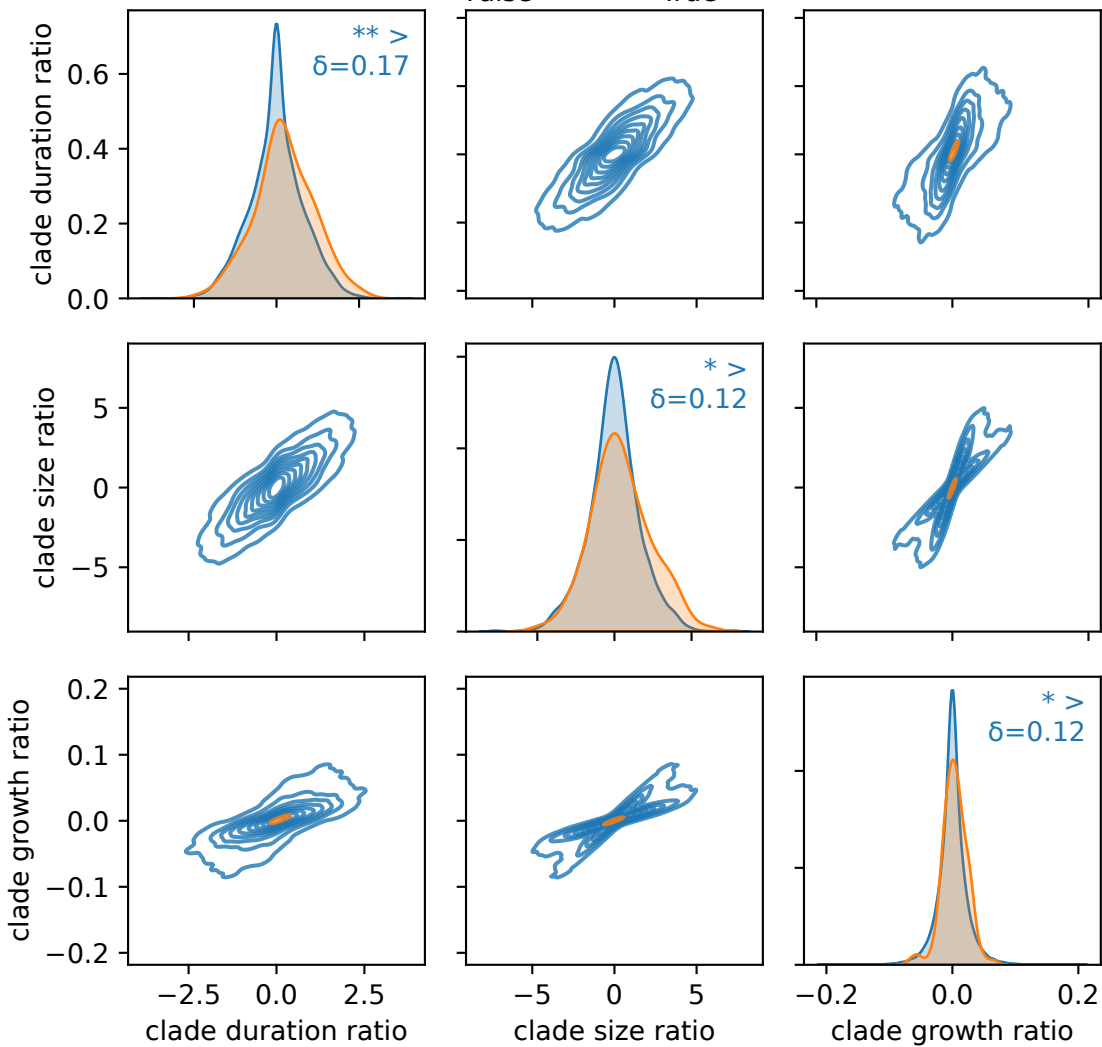 clade duration ratio
0.6
0.4
0.2
0.0
** >
δ=0.17
clade size ratio
5
0
−5
* >
δ=0.12
clade growth ratio
0.2
0.1
0.0
−0.1
−0.2
* >
δ=0.12
−2.5 0.0 2.5
−5 0 5
−0.2 0.0 0.2
clade duration ratio
clade size ratio
clade growth ratio